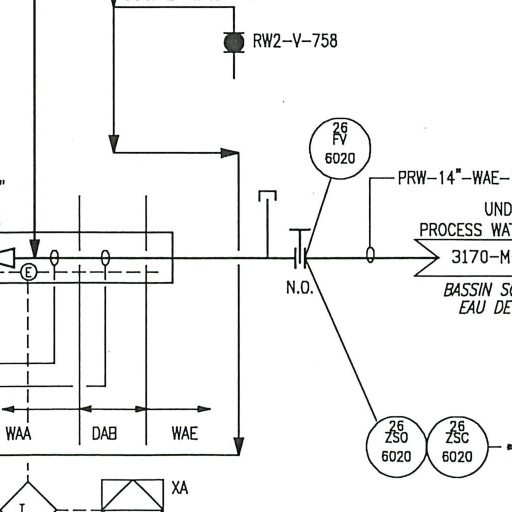 RW2-V-758
26
FV
6020
PRW-14"-WAE-
UND
PROCESS WAT
3170-M
N.O.
BASSIN SO
EAU DE
E
WAA
DAB
WAE
26
ZSO
6020
26
ZSC
6020
XA
I